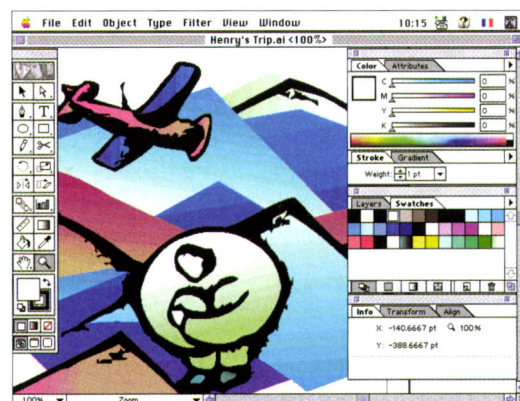 File Edit Object Type Filter View Window 10:15
Henry's Trip.ai <100%>
Color Attributes
C 0 %
M 0 %
Y 0 %
K 0 %
Stroke Gradient
Weight: 1 pt
Layers Swatches
Info Transform Align
X: -140.6667 pt 100%
Y: -388.6667 pt
100% Zoom